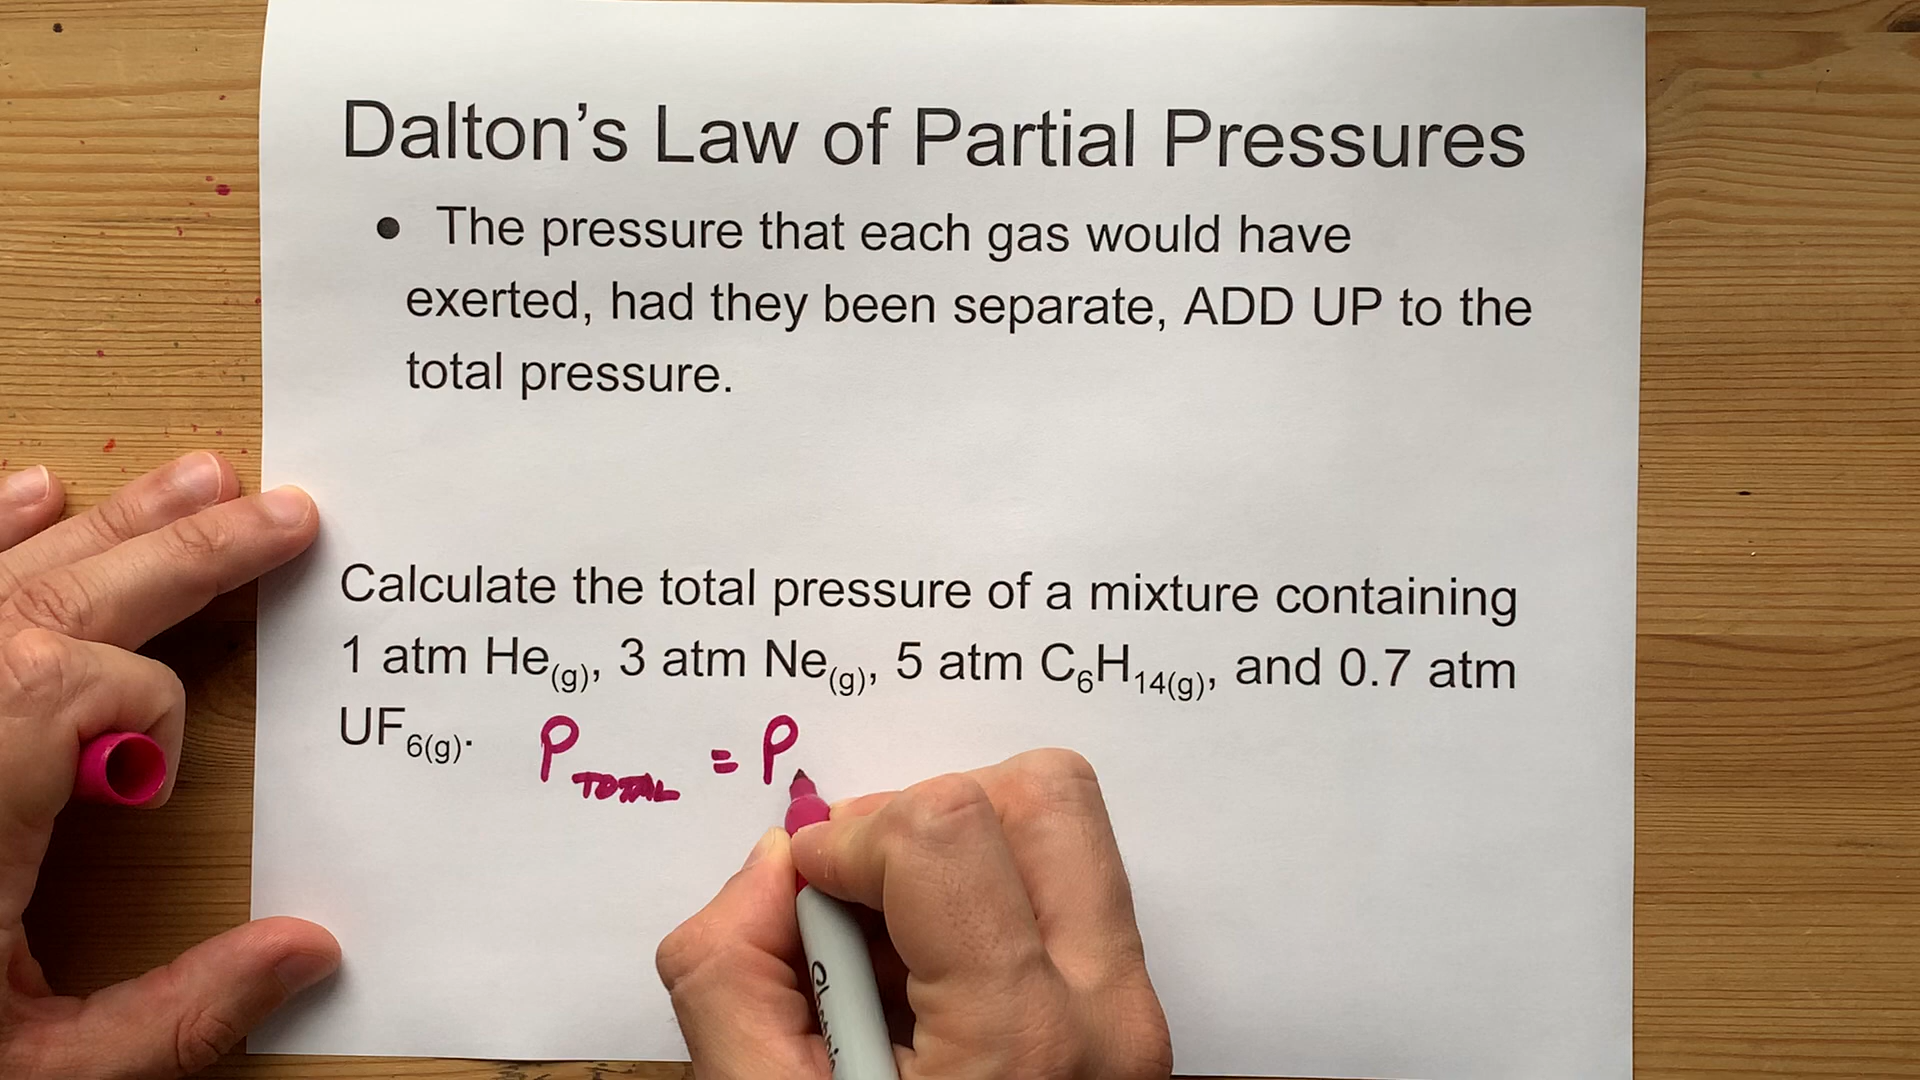 Dalton’s Law of Partial Pressures
● The pressure that each gas would have
exerted, had they been separate, ADD UP to the
total pressure.
Calculate the total pressure of a mixture containing
1 atm He(g), 3 atm Ne(g), 5 atm C6H14(g), and 0.7 atm
UF6(g). P TOTAL = P